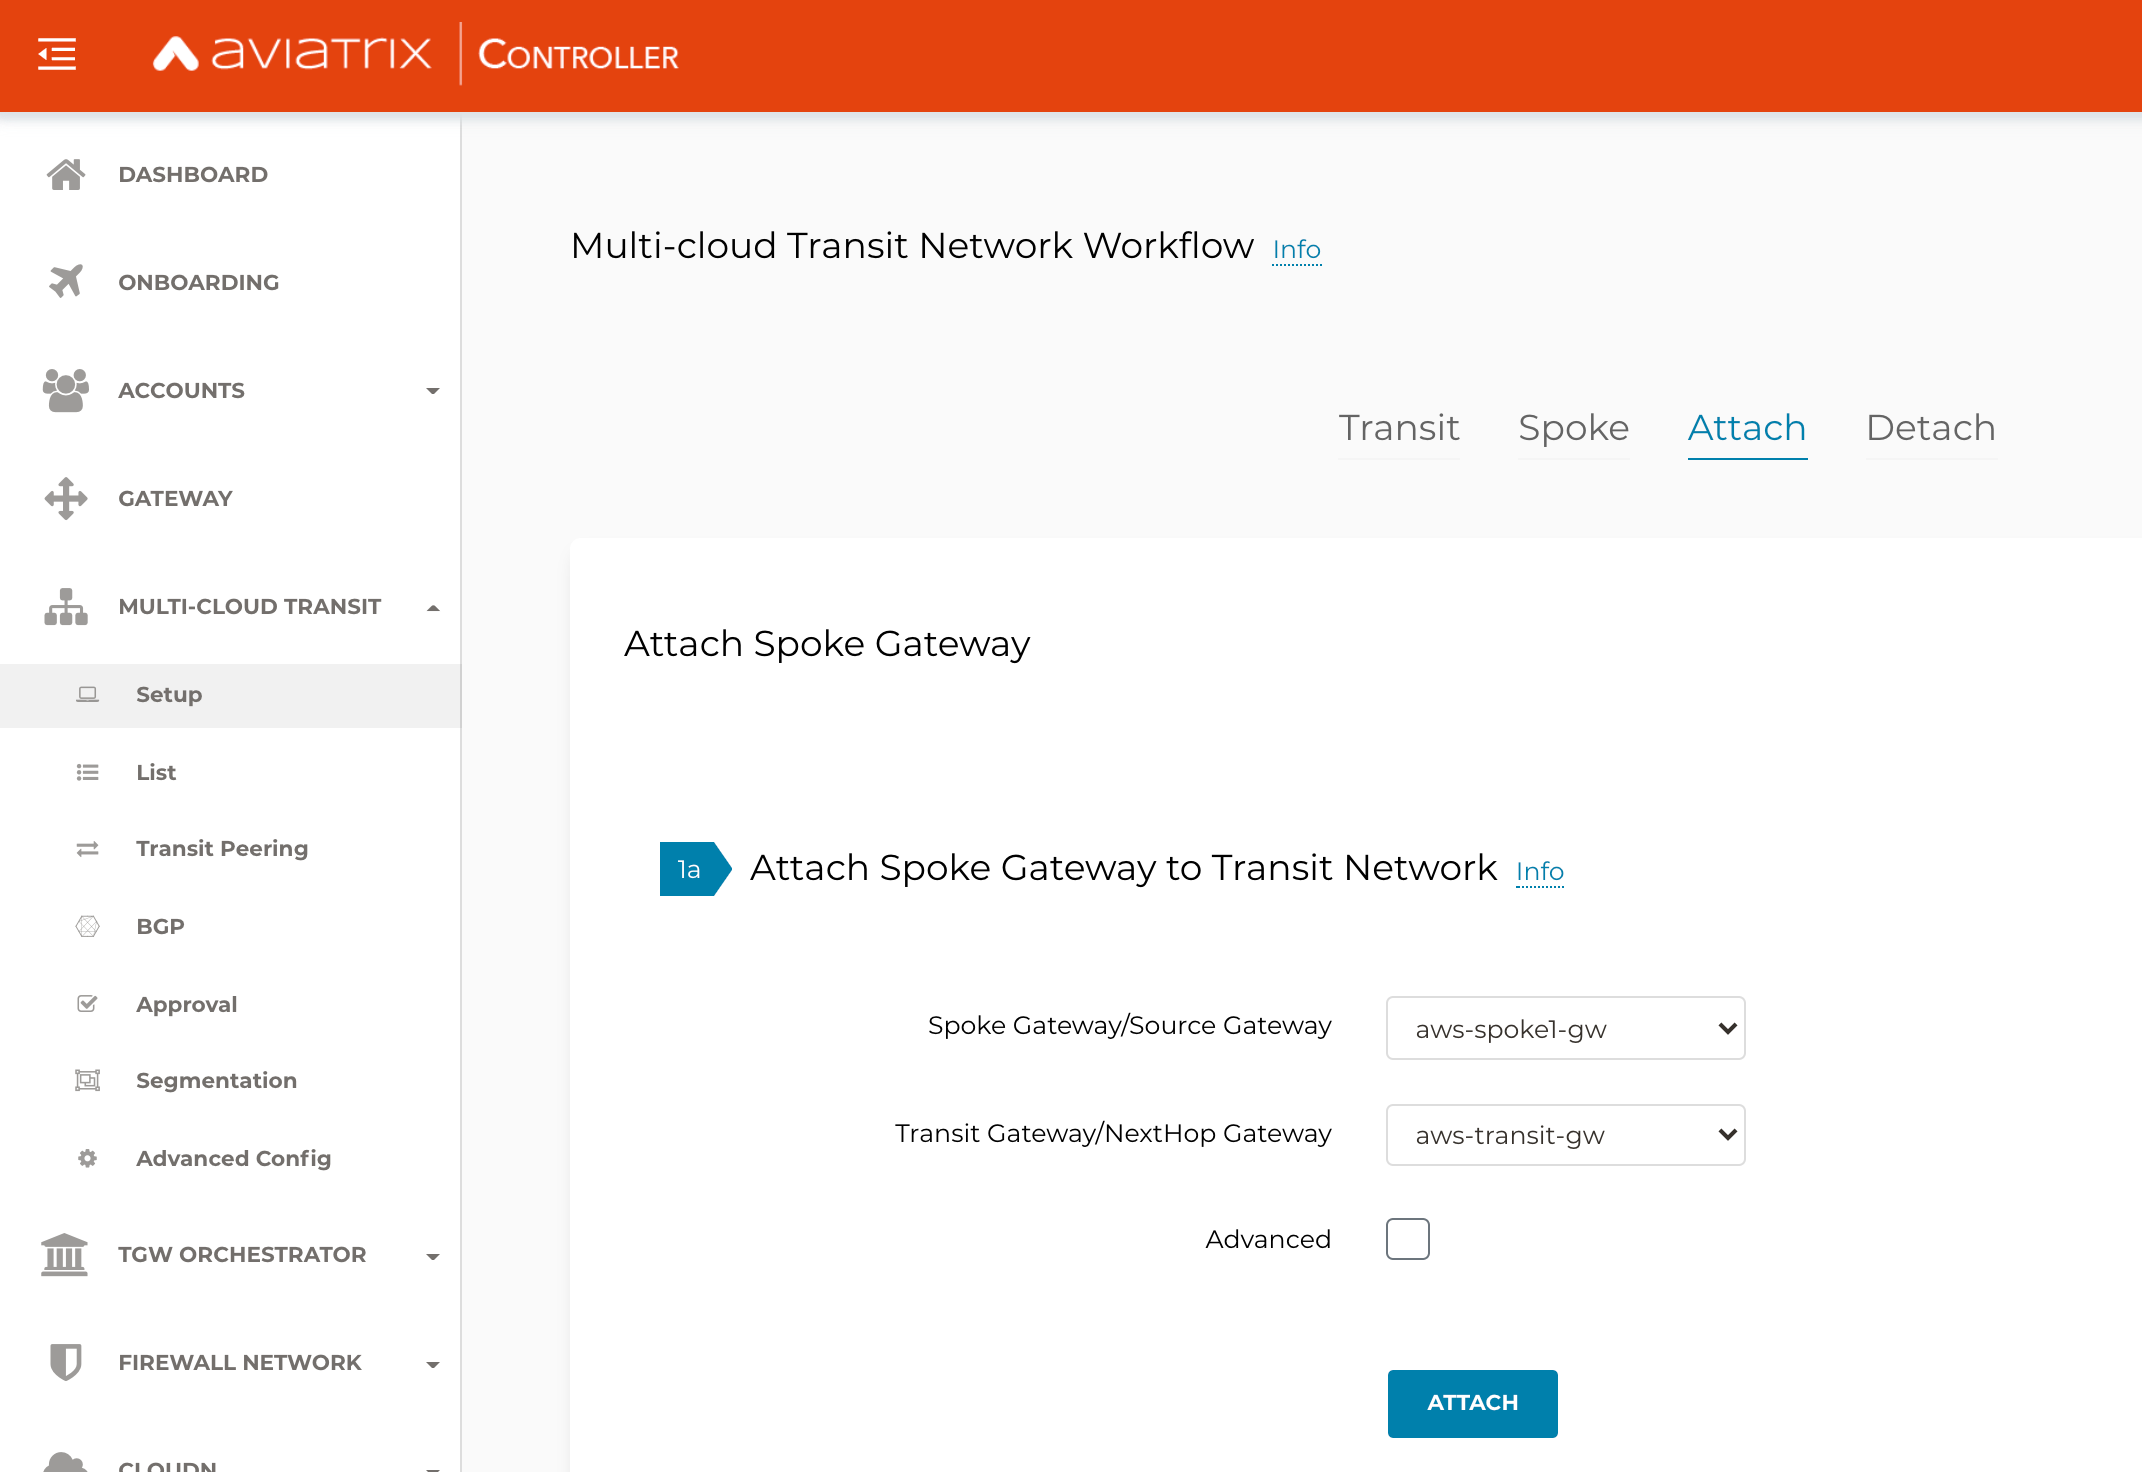 aviatrix CONTROLLER
DASHBOARD
ONBOARDING
ACCOUNTS
GATEWAY
MULTI-CLOUD TRANSIT
Setup
List
Transit Peering
BGP
Approval
Segmentation
Advanced Config
TGW ORCHESTRATOR
FIREWALL NETWORK
CLOUDN
Multi-cloud Transit Network Workflow Info
Transit Spoke Attach Detach
Attach Spoke Gateway
1a Attach Spoke Gateway to Transit Network Info
Spoke Gateway/Source Gateway aws-spoke1-gw
Transit Gateway/NextHop Gateway aws-transit-gw
Advanced
ATTACH